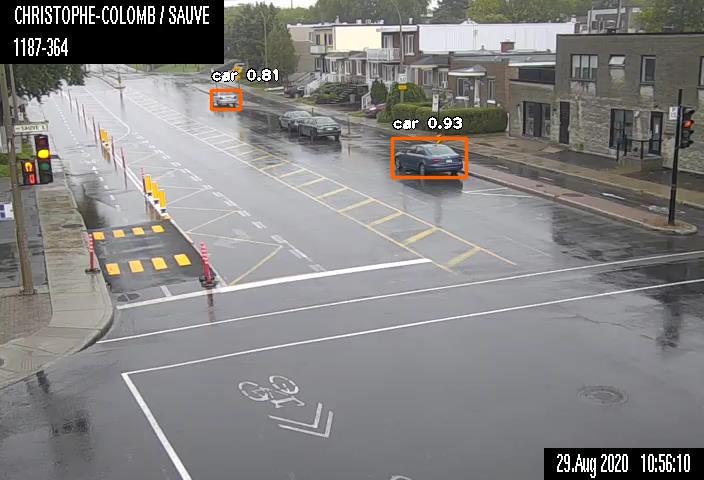 CHRISTOPHE-COLOMB / SAUVE
1187-364
car 0.81
car 0.93
SAUVE
29.Aug 2020 10:56:10